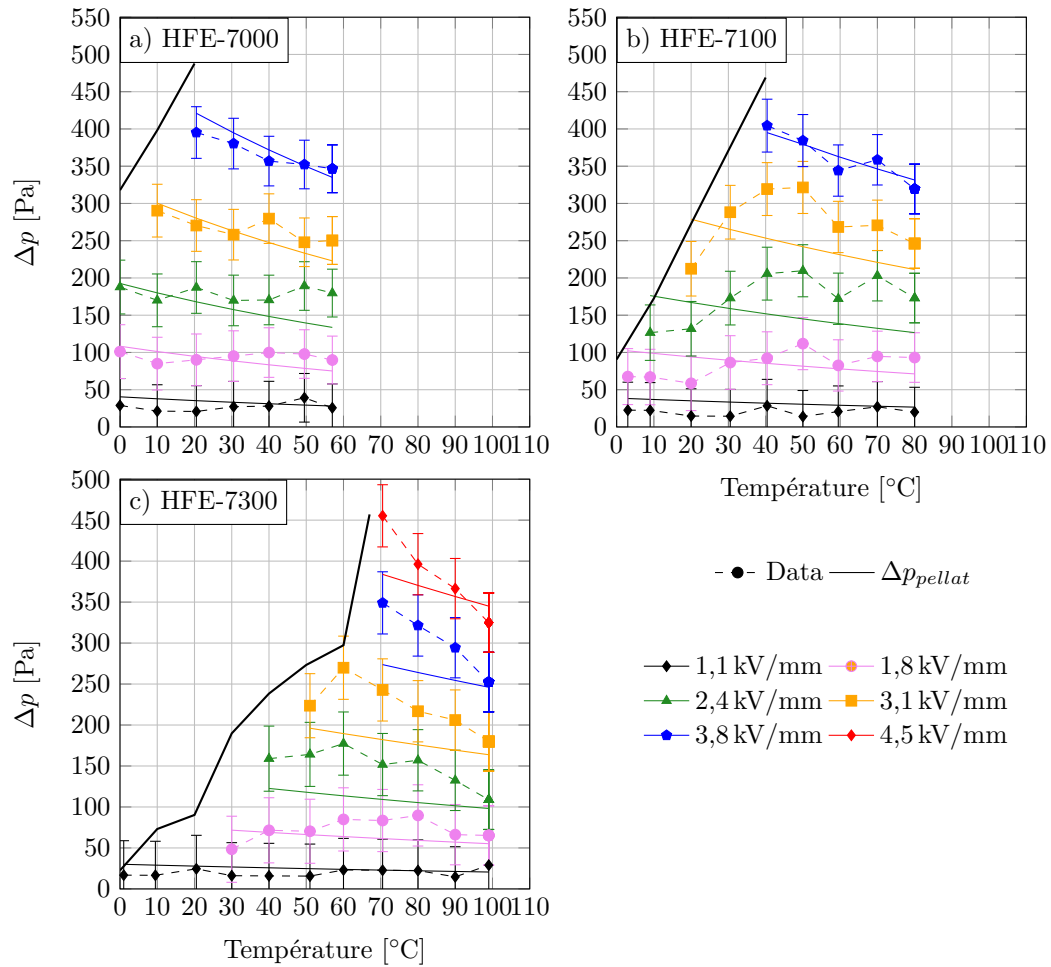 a) HFE-7000
550
500
450
400
350
300
250
200
150
100
50
0
Δp [Pa]
0 10 20 30 40 50 60 70 80 90 100 110
b) HFE-7100
550
500
450
400
350
300
250
200
150
100
50
0
0 10 20 30 40 50 60 70 80 90 100 110
Température [°C]
c) HFE-7300
500
450
400
350
300
250
200
150
100
50
0
Δp [Pa]
0 10 20 30 40 50 60 70 80 90 100 110
Température [°C]
Data Δp_pellat
1,1 kV/mm 1,8 kV/mm
2,4 kV/mm 3,1 kV/mm
3,8 kV/mm 4,5 kV/mm